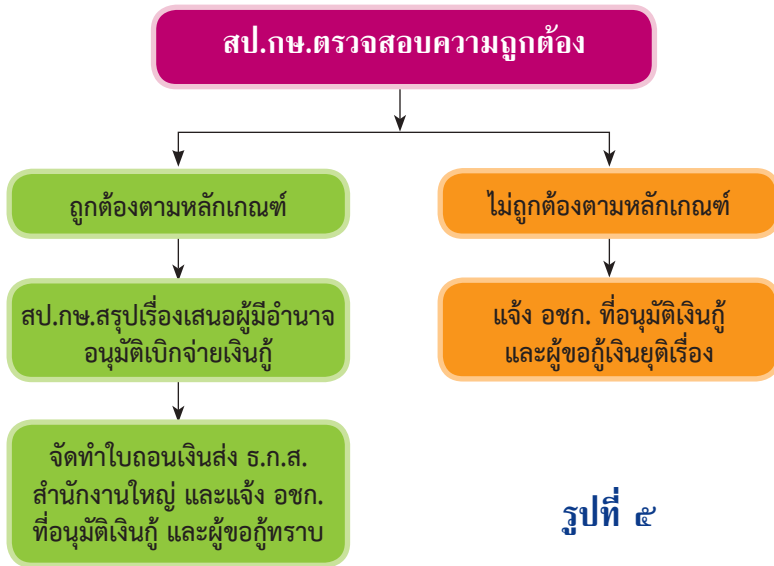 สป.กษ.ตรวจสอบความถูกต้อง
ถูกต้องตามหลักเกณฑ์
ไม่ถูกต้องตามหลักเกณฑ์
สป.กษ.สรุปเรื่องเสนอผู้มีอำนาจ
อนุมัติเบิกจ่ายเงินกู้
แจ้ง อชก. ที่อนุมัติเงินกู้
และผู้ขอกู้เงินยุติเรื่อง
จัดทำใบถอนเงินส่ง ธ.ก.ส.
สำนักงานใหญ่ และแจ้ง อชก.
ที่อนุมัติเงินกู้ และผู้ขอกู้ทราบ
รูปที่ ๕